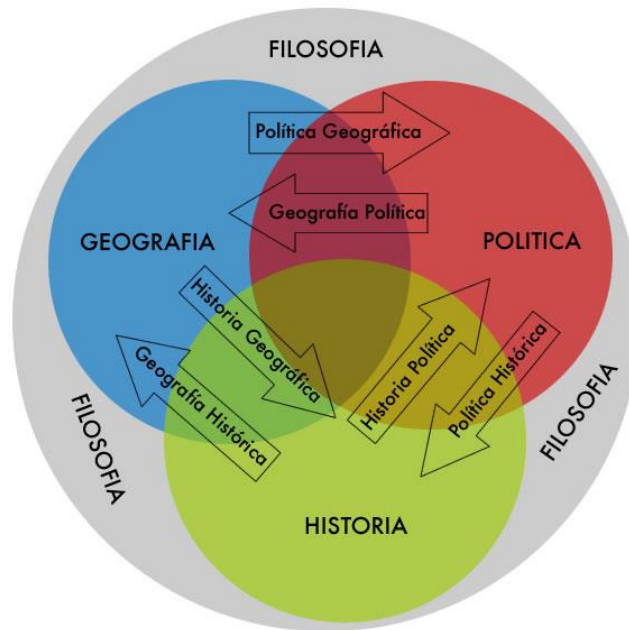 FILOSOFIA
Política Geográfica
Geografía Política
GEOGRAFIA
POLITICA
Historia Geográfica
Geografía Histórica
Historia Política
Política Histórica
FILOSOFIA
FILOSOFIA
HISTORIA